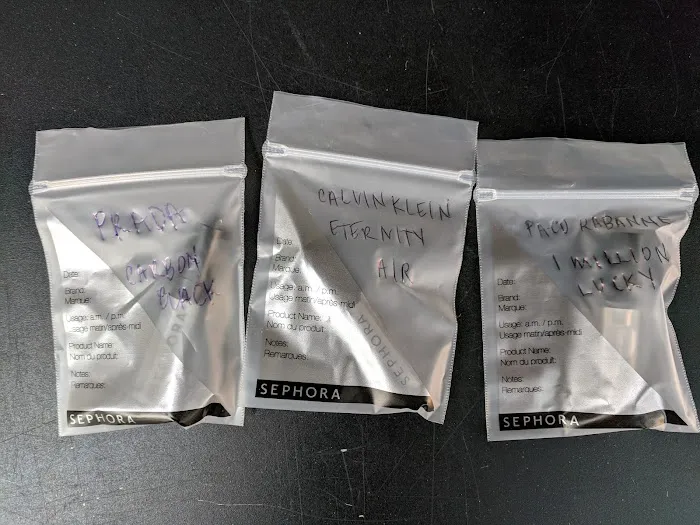 PRADA
CARBON
BLACK
Date:
Brand:
Marque:
Usage: a.m. / p.m.
Usage matin/après-midi
Product Name:
Nom du produit:
Notes:
Remarques:
SEPHORA
CALVIN KLEIN
ETERNITY
AIR
Date:
Brand:
Marque:
Usage: a.m. / p.m.
Usage matin/après-midi
Product Name:
Nom du produit:
Notes:
Remarques:
SEPHORA
SEPHORA
PACO RABANNE
1 MILLION
LUCKY
Date:
Brand:
Marque:
Usage: a.m. / p.m.
Usage matin/après-midi
Product Name:
Nom du produit:
Notes:
Remarques:
SEPHORA